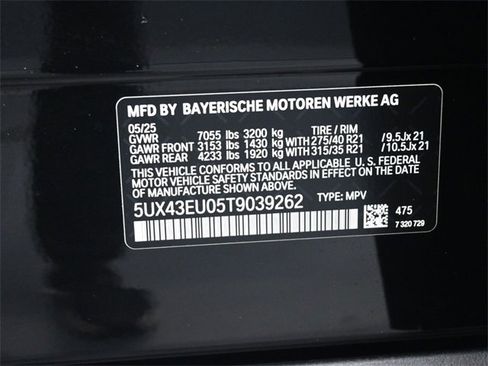 MFD BY BAYERISCHE MOTOREN WERKE AG
05/25
GVWR 7055 lbs 3200 kg TIRE / RIM
GAWR FRONT 3153 lbs 1430 kg WITH 275/40 R21 / 9.5Jx 21
GAWR REAR 4233 lbs 1920 kg WITH 315/35 R21 / 10.5Jx 21
THIS VEHICLE CONFORMS TO ALL APPLICABLE U. S. FEDERAL
MOTOR VEHICLE SAFETY STANDARDS IN EFFECT ON THE
DATE OF MANUFACTURE SHOWN ABOVE.
5UX43EU05T9039262 TYPE: MPV
475
7 320 729